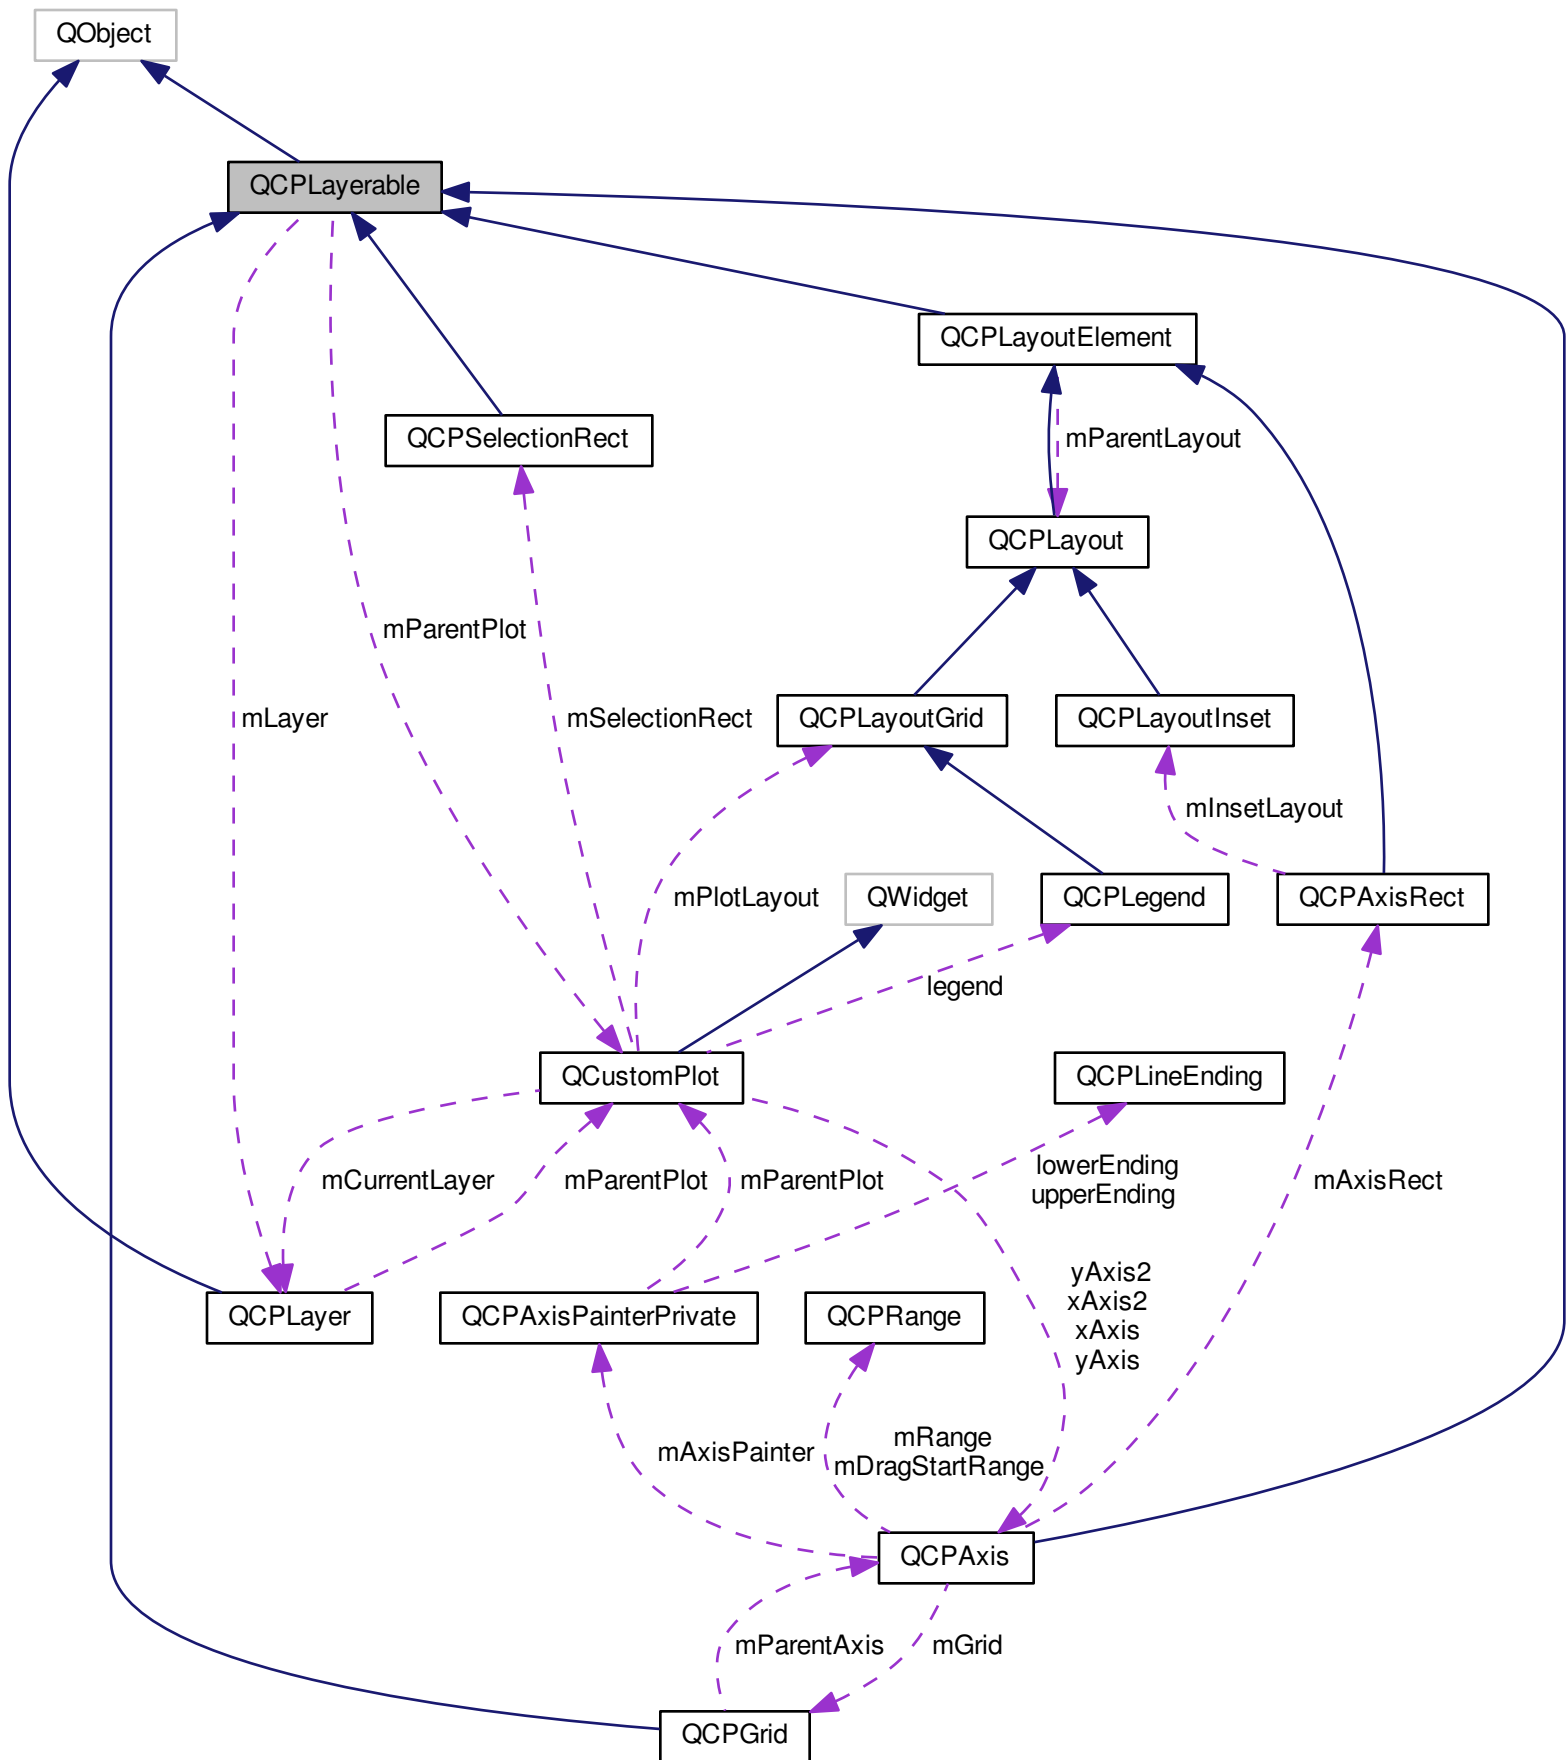 QObject
QCPLayerable
QCPLayoutElement
QCPSelectionRect
mParentLayout
QCPLayout
mParentPlot
mLayer
mSelectionRect
QCPLayoutGrid
QCPLayoutInset
mInsetLayout
mPlotLayout
QWidget
QCPLegend
QCPAxisRect
legend
QCustomPlot
QCPLineEnding
mCurrentLayer
mParentPlot
mParentPlot
lowerEnding
upperEnding
mAxisRect
yAxis2
xAxis2
xAxis
yAxis
QCPLayer
QCPAxisPainterPrivate
QCPRange
mAxisPainter
mRange
mDragStartRange
QCPAxis
mParentAxis
mGrid
QCPGrid